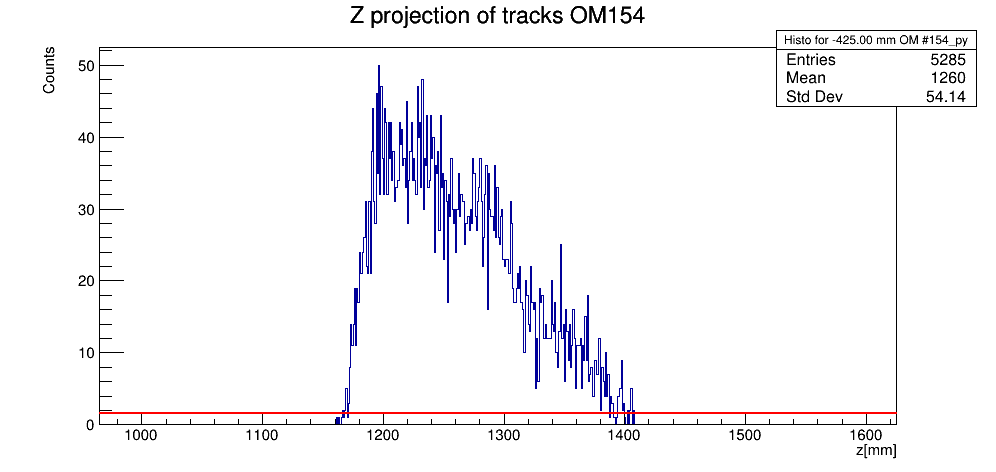 Z projection of tracks OM154
Histo for -425.00 mm OM #154_py
Entries 5285
Mean 1260
Std Dev 54.14
Counts
50
40
30
20
10
0
1000 1100 1200 1300 1400 1500 1600
z[mm]